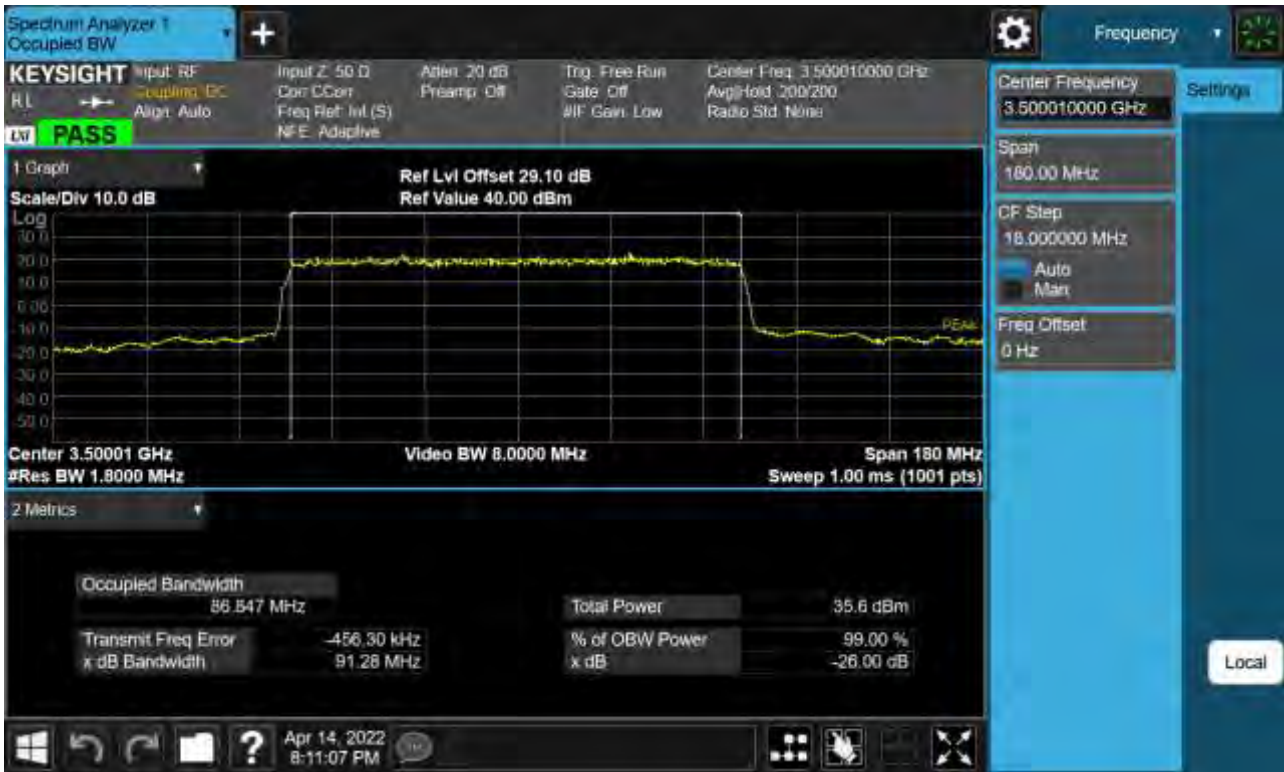 Spectrum Analyzer 1
Occupied BW
Frequency
KEYSIGHT
Input: RF
Coupling: DC
Align: Auto
Input Z: 50 Ω
Corr CCorr
Freq Ref: Int (S)
NFE: Adaptive
Atten: 20 dB
Preamp: Off
Trig: Free Run
Gate: Off
#IF Gain: Low
Center Freq: 3.500010000 GHz
Avg|Hold: 200/200
Radio Std: None
RL
LXI
PASS
1 Graph
Scale/Div 10.0 dB
Ref Lvl Offset 29.10 dB
Ref Value 40.00 dBm
Log
30.0
20.0
10.0
0.00
-10.0
-20.0
-30.0
-40.0
-50.0
PEAK
Center 3.50001 GHz
#Res BW 1.8000 MHz
Video BW 8.0000 MHz
Span 180 MHz
Sweep 1.00 ms (1001 pts)
2 Metrics
Occupied Bandwidth
MHz
Total Power
35.6 dBm
Transmit Freq Error
-456.30 kHz
% of OBW Power
99.00 %
x dB Bandwidth
91.28 MHz
x dB
-26.00 dB
Center Frequency
3.500010000 GHz
Settings
Span
180.00 MHz
CF Step
18.000000 MHz
Auto
Man
Freq Offset
0 Hz
Local
?
Apr 14, 2022
8:11:07 PM